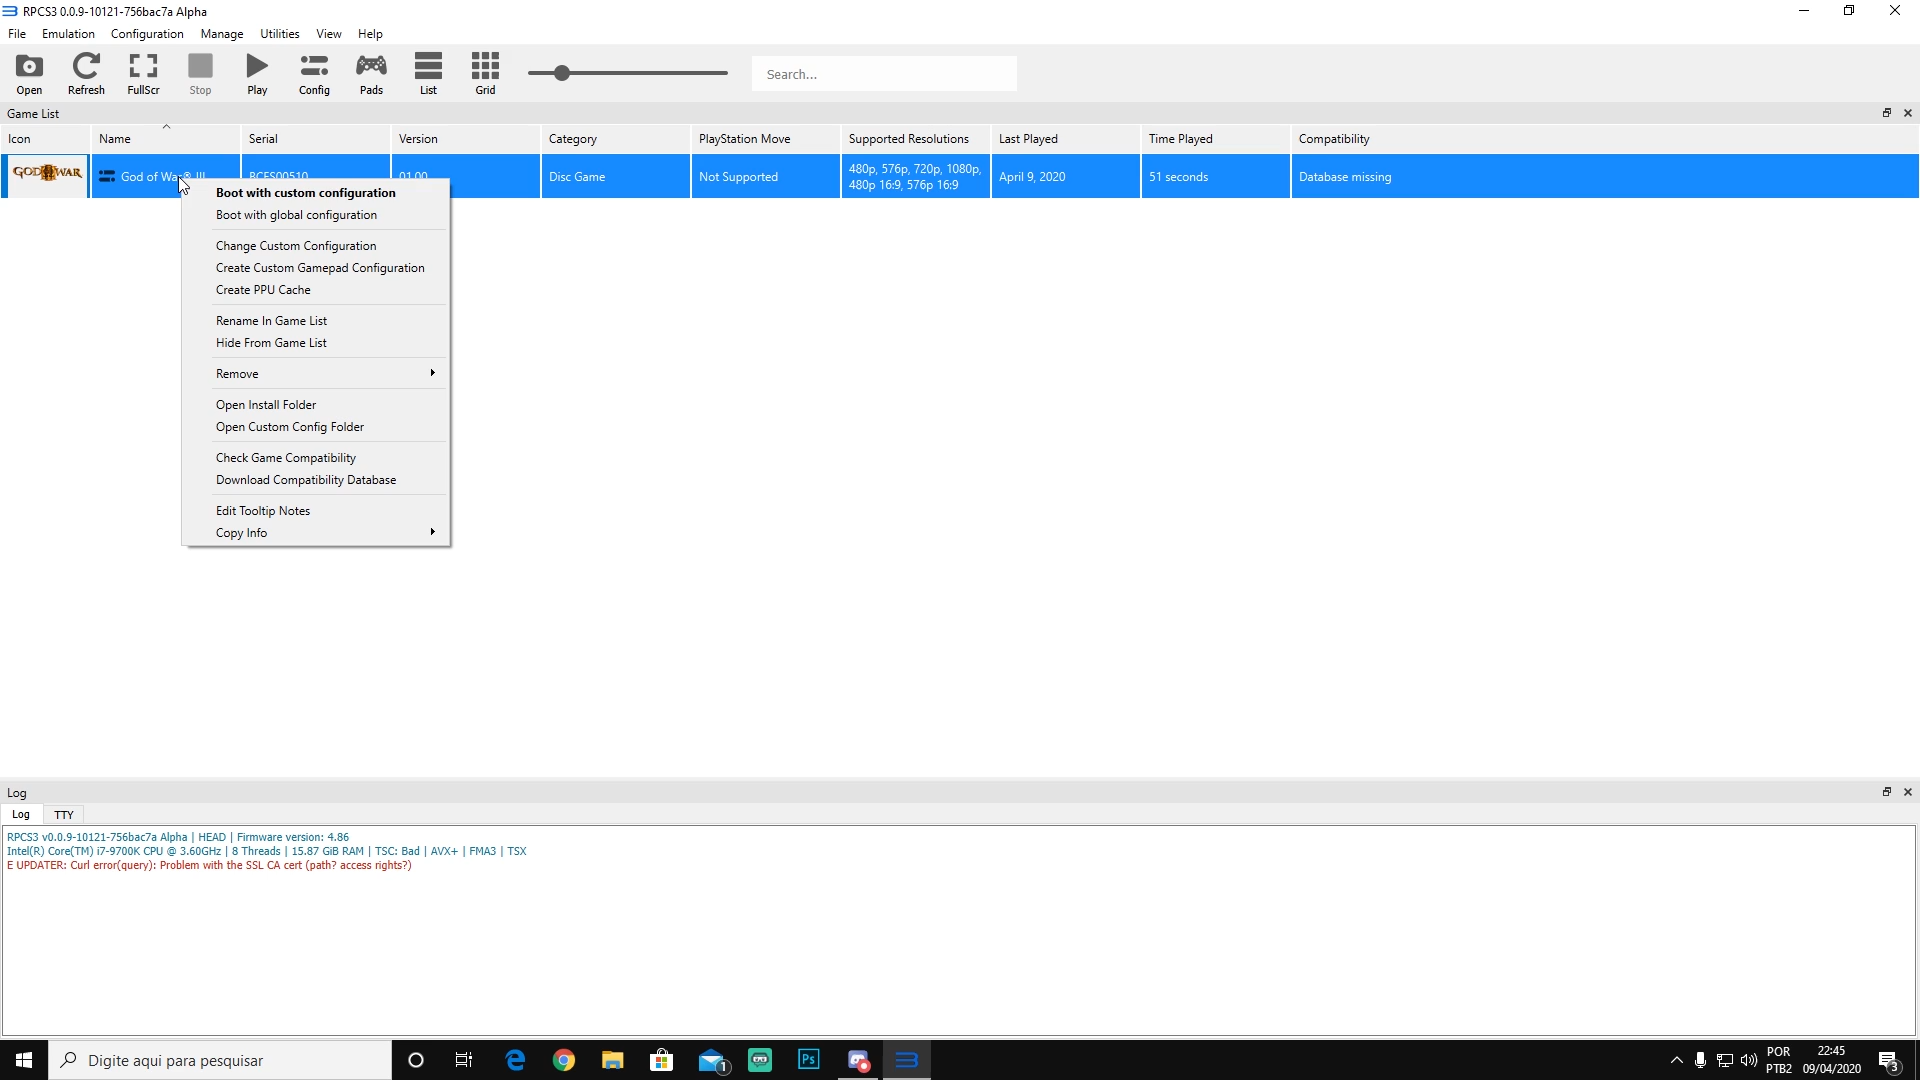 RPCS3 0.0.9-10121-756bac7a Alpha
File Emulation Configuration Manage Utilities View Help
Open Refresh FullScr Stop Play Config Pads List Grid Search...
Game List
Icon Name Serial Version Category PlayStation Move Supported Resolutions Last Played Time Played Compatibility
GOD WAR God of War® III BCES00510 01.00 Disc Game Not Supported 480p, 576p, 720p, 1080p, April 9, 2020 51 seconds Database missing
480p 16:9, 576p 16:9
Boot with custom configuration
Boot with global configuration
Change Custom Configuration
Create Custom Gamepad Configuration
Create PPU Cache
Rename In Game List
Hide From Game List
Remove
Open Install Folder
Open Custom Config Folder
Check Game Compatibility
Download Compatibility Database
Edit Tooltip Notes
Copy Info
Log
Log TTY
RPCS3 v0.0.9-10121-756bac7a Alpha | HEAD | Firmware version: 4.86
Intel(R) Core(TM) i7-9700K CPU @ 3.60GHz | 8 Threads | 15.87 GiB RAM | TSC: Bad | AVX+ | FMA3 | TSX
E UPDATER: Curl error(query): Problem with the SSL CA cert (path? access rights?)
Digite aqui para pesquisar 1 Ps POR 22:45 3
PTB2 09/04/2020